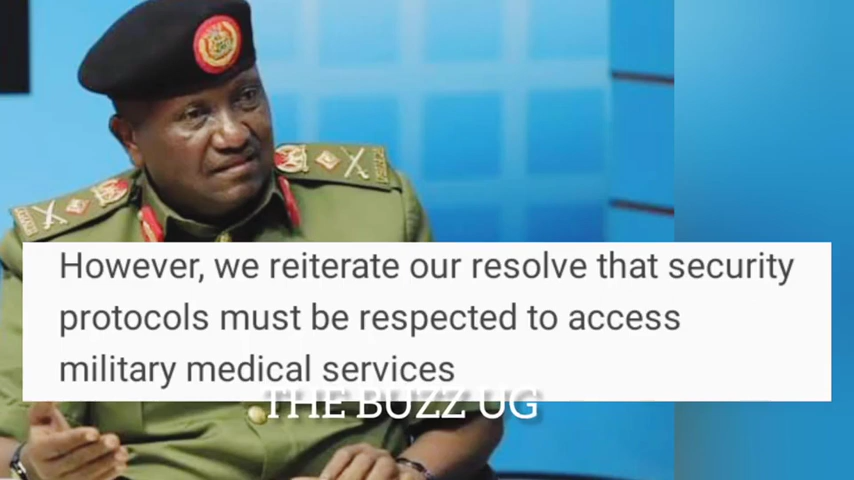 However, we reiterate our resolve that security
protocols must be respected to access
military medical services
THE BUZZ UG